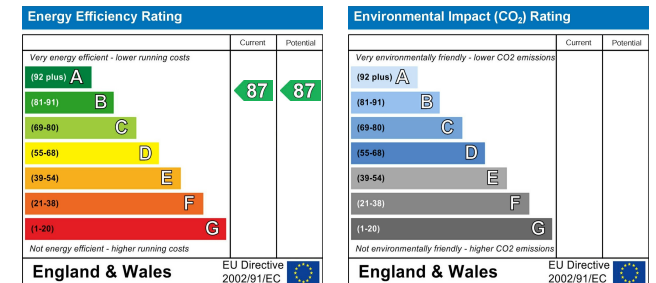 Energy Efficiency Rating
Current Potential
Very energy efficient - lower running costs
(92 plus) A
(81-91) B
87 87
(69-80) C
(55-68) D
(39-54) E
(21-38) F
(1-20) G
Not energy efficient - higher running costs
England & Wales
EU Directive
2002/91/EC
Environmental Impact (CO₂) Rating
Current Potential
Very environmentally friendly - lower CO2 emissions
(92 plus) A
(81-91) B
(69-80) C
(55-68) D
(39-54) E
(21-38) F
(1-20) G
Not environmentally friendly - higher CO2 emissions
England & Wales
EU Directive
2002/91/EC